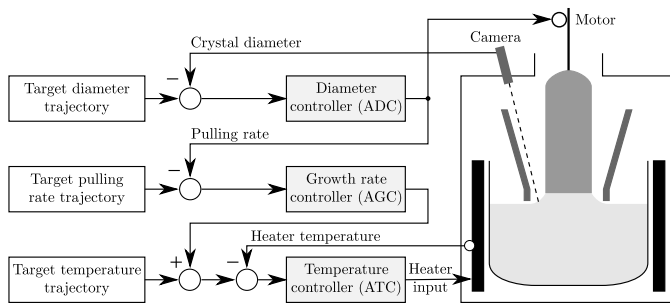 Motor
Crystal diameter
Camera
−
Target diameter
trajectory
Diameter
controller (ADC)
Pulling rate
−
Target pulling
rate trajectory
Growth rate
controller (AGC)
Heater temperature
+
−
Target temperature
trajectory
Temperature
controller (ATC)
Heater
input